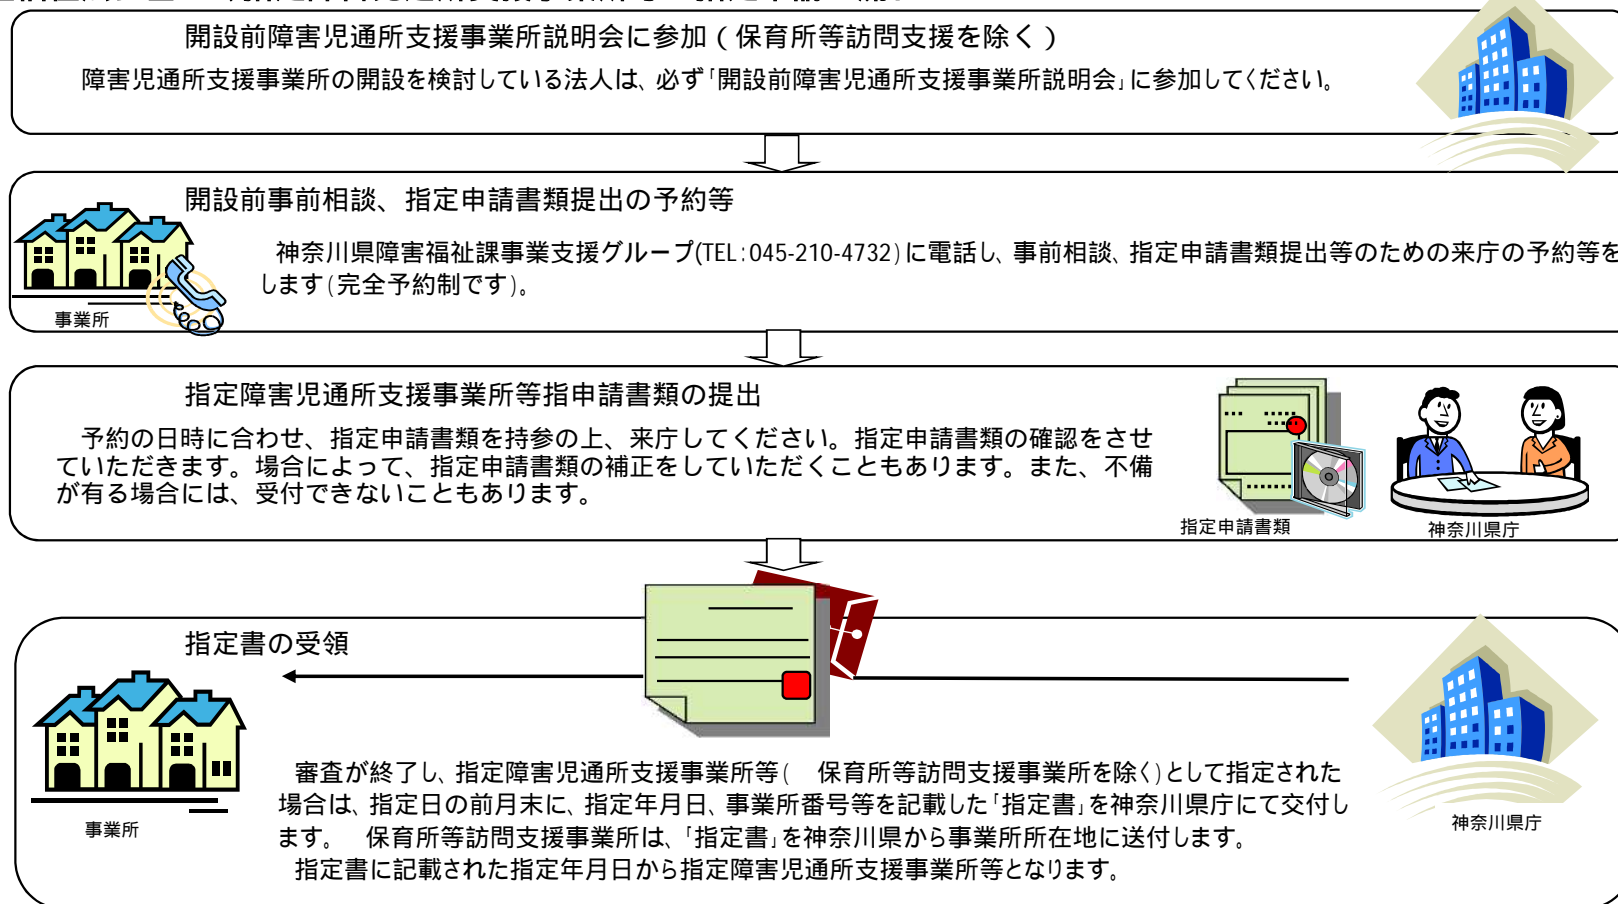 開設前障害児通所支援事業所説明会に参加(保育所等訪問支援を除く)
障害児通所支援事業所の開設を検討している法人は、必ず「開設前障害児通所支援事業所説明会」に参加してください。
開設前事前相談、指定申請書類提出の予約等
神奈川県障害福祉課事業支援グループ(TEL:045-210-4732)に電話し、事前相談、指定申請書類提出等のための来庁の予約等を
します(完全予約制です)。
事業所
指定障害児通所支援事業所等指申請書類の提出
予約の日時に合わせ、指定申請書類を持参の上、来庁してください。指定申請書類の確認をさせ
ていただきます。場合によって、指定申請書類の補正をしていただくこともあります。また、不備
が有る場合には、受付できないこともあります。
指定申請書類
神奈川県庁
指定書の受領
審査が終了し、指定障害児通所支援事業所等( 保育所等訪問支援事業所を除く)として指定された
場合は、指定日の前月末に、指定年月日、事業所番号等を記載した「指定書」を神奈川県庁にて交付し
ます。 保育所等訪問支援事業所は、「指定書」を神奈川県から事業所所在地に送付します。
指定書に記載された指定年月日から指定障害児通所支援事業所等となります。
事業所
神奈川県庁